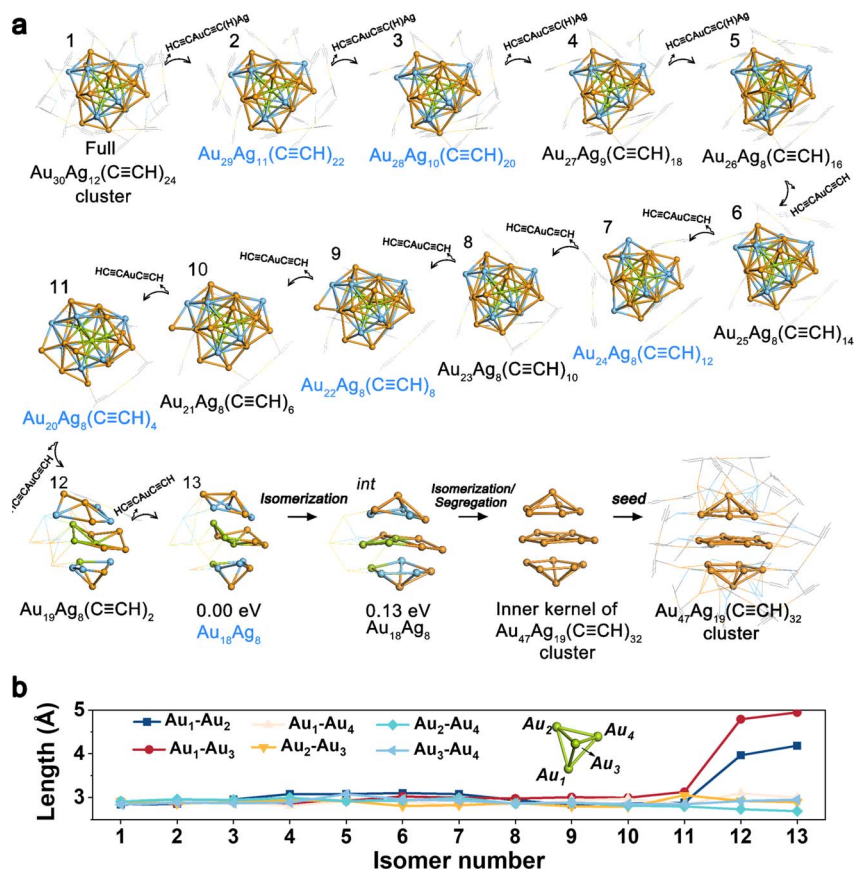 a
1
HC≡CAuC≡C(H)Ag
2
HC≡CAuC≡C(H)Ag
3
HC≡CAuC≡C(H)Ag
4
HC≡CAuC≡C(H)Ag
5
Full
Au₃₀Ag₁₂(C≡CH)₂₄
cluster
Au₂₉Ag₁₁(C≡CH)₂₂
Au₂₈Ag₁₀(C≡CH)₂₀
Au₂₇Ag₉(C≡CH)₁₈
Au₂₆Ag₈(C≡CH)₁₆
HC≡CAuC≡CH
6
Au₂₅Ag₈(C≡CH)₁₄
HC≡CAuC≡CH
7
Au₂₄Ag₈(C≡CH)₁₂
HC≡CAuC≡CH
8
Au₂₃Ag₈(C≡CH)₁₀
HC≡CAuC≡CH
9
Au₂₂Ag₈(C≡CH)₈
HC≡CAuC≡CH
10
Au₂₁Ag₈(C≡CH)₆
HC≡CAuC≡CH
11
Au₂₀Ag₈(C≡CH)₄
HC≡CAuC≡CH
12
Au₁₉Ag₈(C≡CH)₂
HC≡CAuC≡CH
13
0.00 eV
Au₁₈Ag₈
Isomerization
int
0.13 eV
Au₁₈Ag₈
Isomerization/
Segregation
Inner kernel of
Au₄₇Ag₁₉(C≡CH)₃₂
cluster
seed
Au₄₇Ag₁₉(C≡CH)₃₂
cluster
b
Length (Å)
5
3
Au₁-Au₂
Au₁-Au₄
Au₂-Au₄
Au₁-Au₃
Au₂-Au₃
Au₃-Au₄
Au₂
Au₄
Au₁
Au₃
1 2 3 4 5 6 7 8 9 10 11 12 13
Isomer number